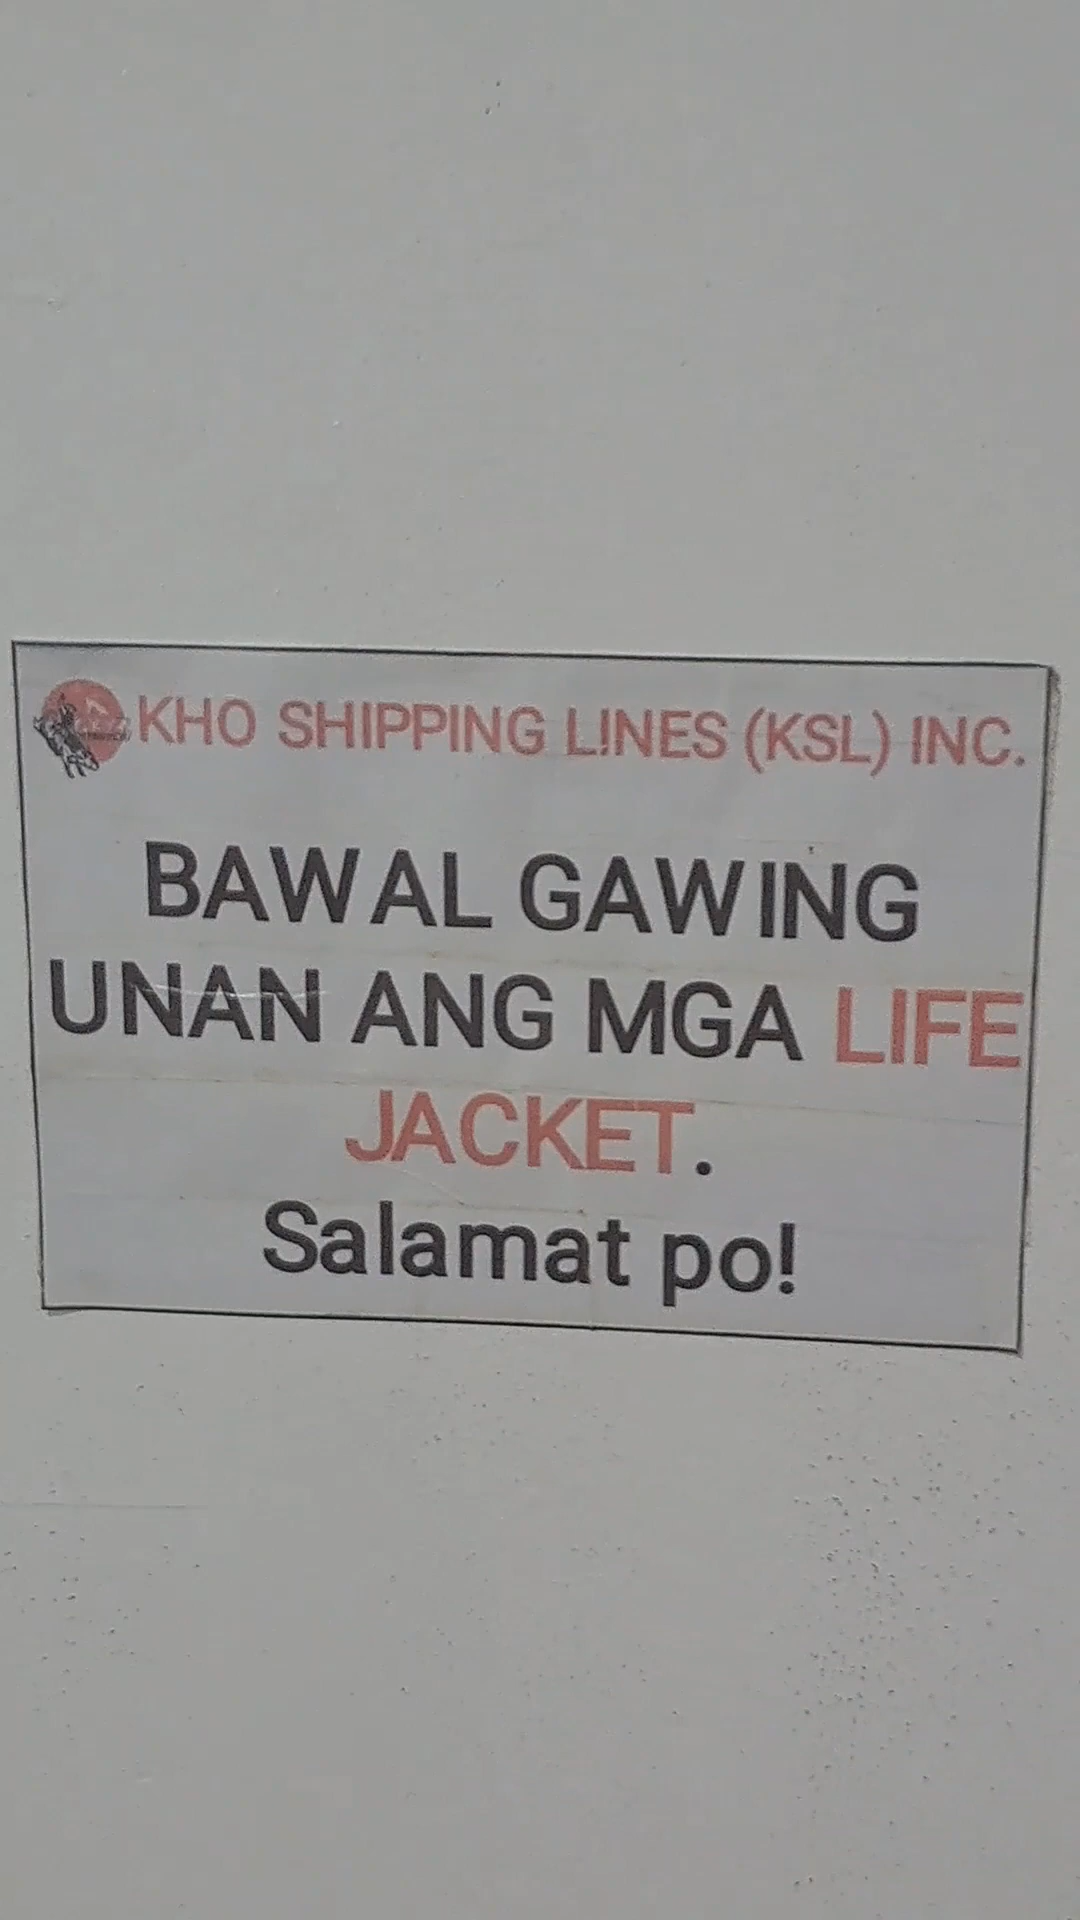 KHO SHIPPING LINES (KSL) INC.
BAWAL GAWING
UNAN ANG MGA LIFE
JACKET.
Salamat po!